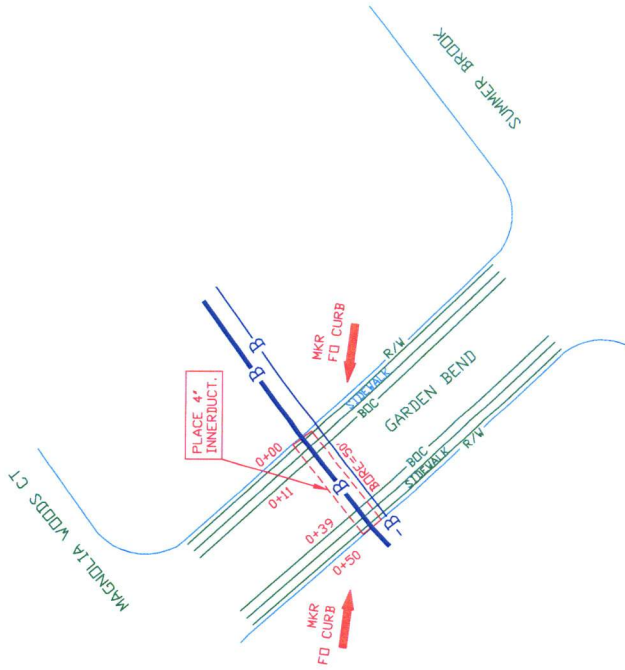 SUMMER BROOK
MKR
FO CURB
R/W
SIDEWALK
BOC
GARDEN BEND
BOC
SIDEWALK
R/W
PLACE 4"
INNERDUCT.
B
B
B
B
BORE=50'
0+00
0+11
0+39
0+50
MAGNOLIA WOODS CT
MKR
FO CURB